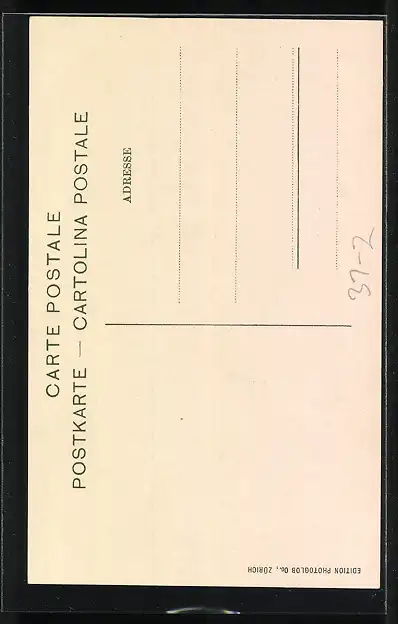 CARTE POSTALE
POSTKARTE — CARTOLINA POSTALE
ADRESSE
37-2
EDITION PHOTOGLOB Co., ZÜRICH